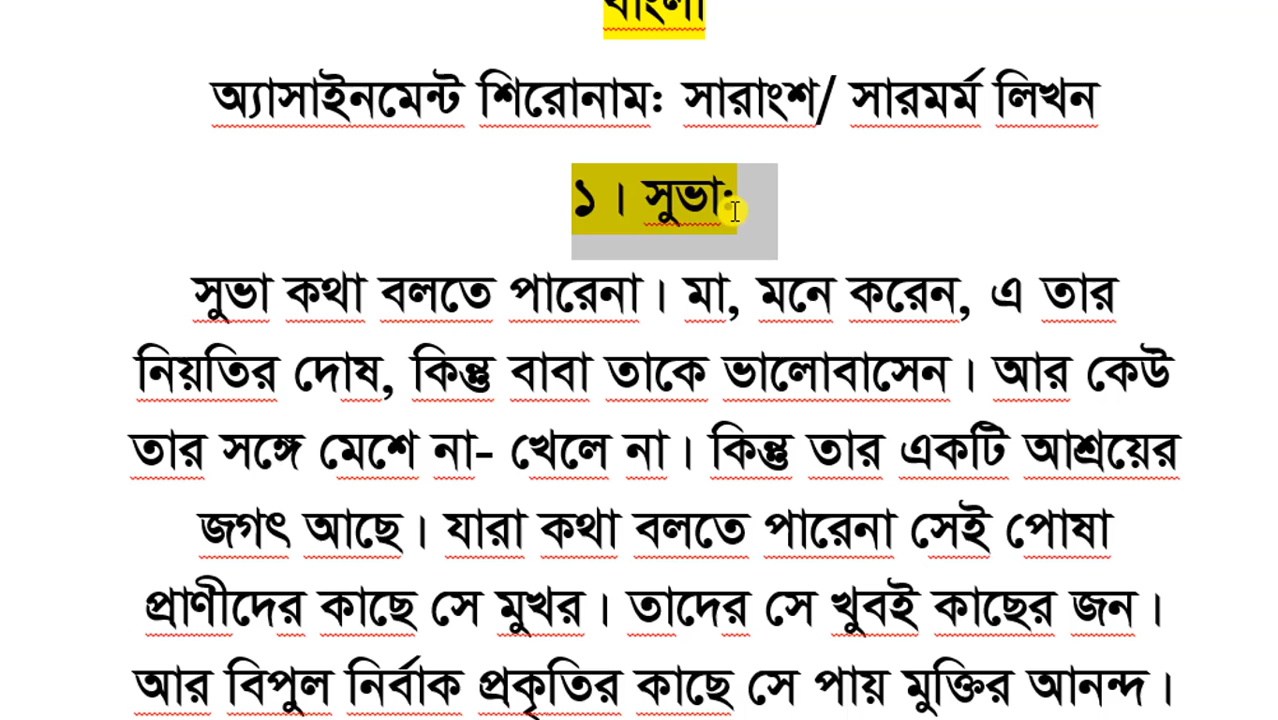 বাংলা
অ্যাসাইনমেন্ট শিরোনাম: সারাংশ/ সারমর্ম লিখন
১। সুভা:
সুভা কথা বলতে পারেনা। মা, মনে করেন, এ তার
নিয়তির দোষ, কিন্তু বাবা তাকে ভালোবাসেন। আর কেউ
তার সঙ্গে মেশে না- খেলে না। কিন্তু তার একটি আশ্রয়ের
জগৎ আছে। যারা কথা বলতে পারেনা সেই পোষা
প্রাণীদের কাছে সে মুখর। তাদের সে খুবই কাছের জন।
আর বিপুল নির্বাক প্রকৃতির কাছে সে পায় মুক্তির আনন্দ।